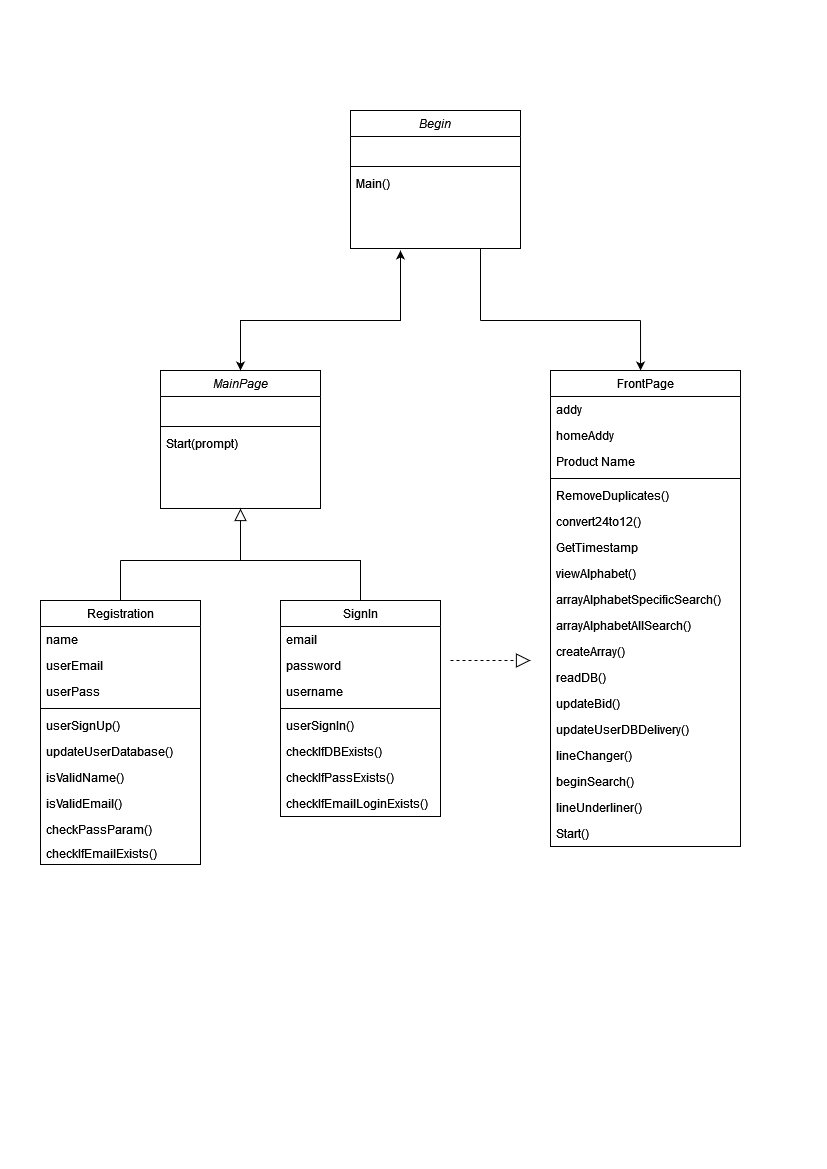 Begin
Main()
MainPage
Start(prompt)
FrontPage
addy
homeAddy
Product Name
RemoveDuplicates()
convert24to12()
GetTimestamp
viewAlphabet()
arrayAlphabetSpecificSearch()
arrayAlphabetAllSearch()
createArray()
readDB()
updateBid()
updateUserDBDelivery()
lineChanger()
beginSearch()
lineUnderliner()
Start()
Registration
name
userEmail
userPass
userSignUp()
updateUserDatabase()
isValidName()
isValidEmail()
checkPassParam()
checkIfEmailExists()
SignIn
email
password
username
userSignIn()
checkIfDBExists()
checkIfPassExists()
checkIfEmailLoginExists()